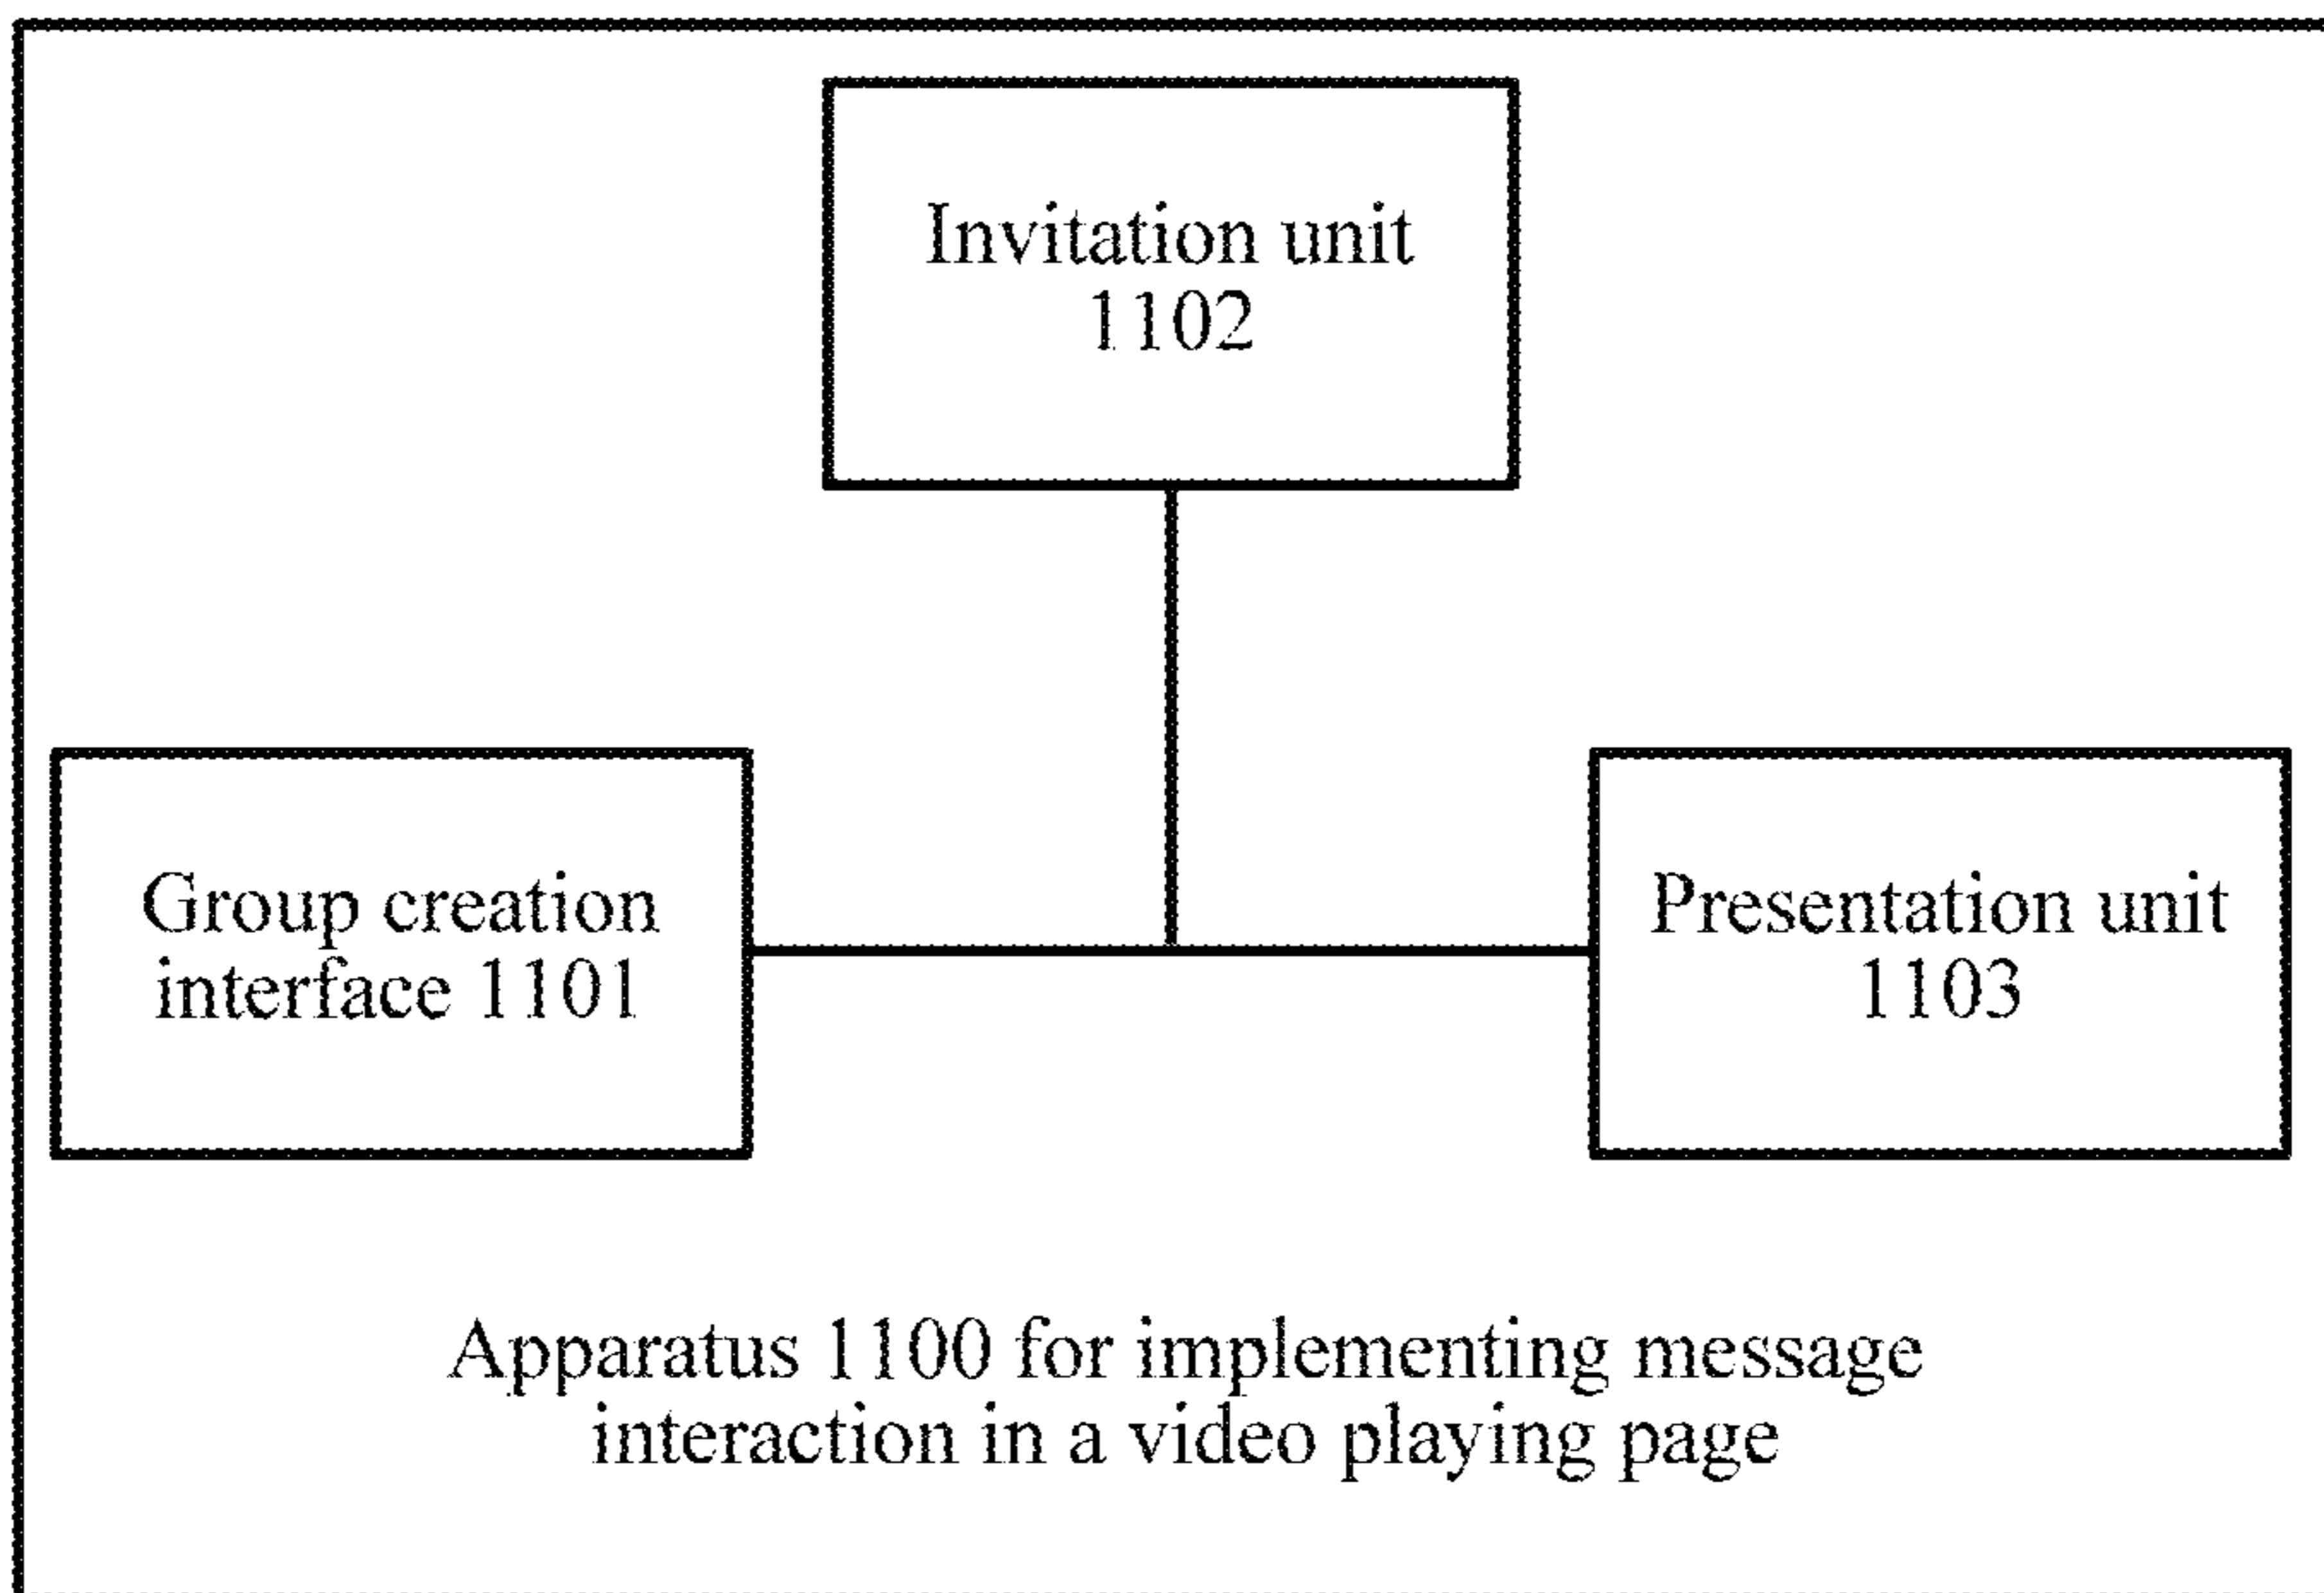 Invitation unit
1102
Group creation
interface 1101
Presentation unit
1103
Apparatus 1100 for implementing message
interaction in a video playing page